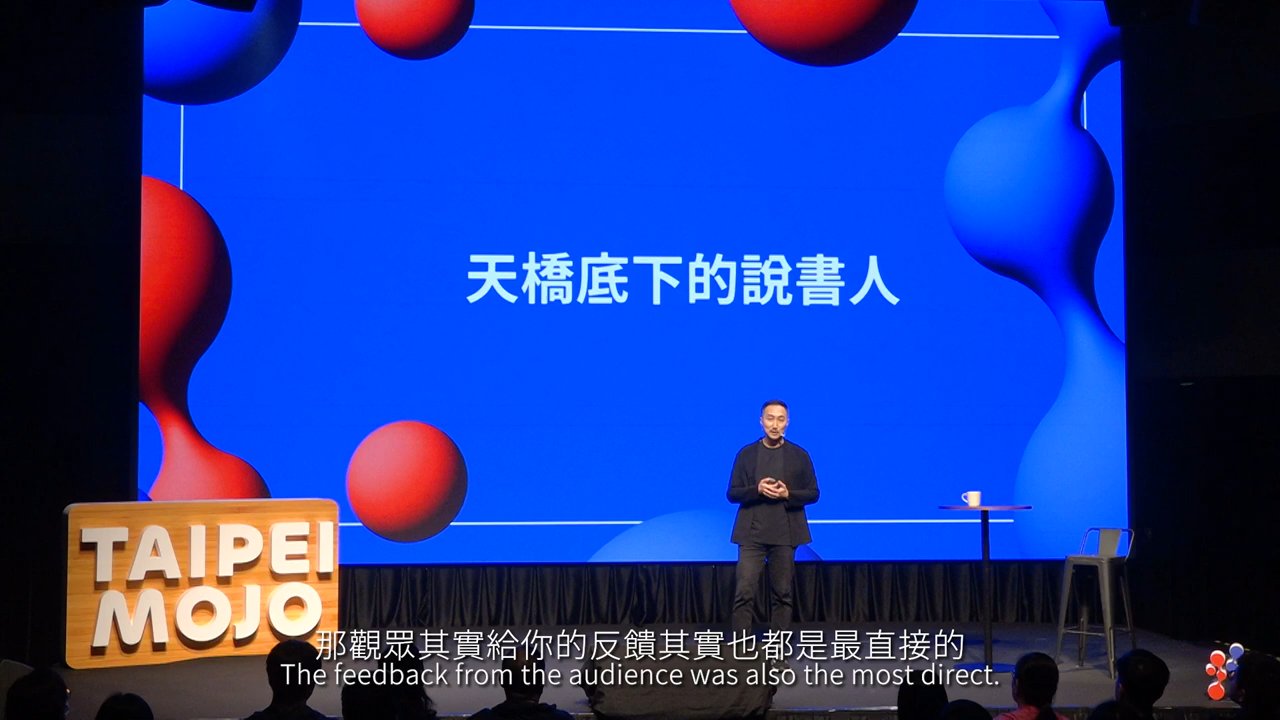 天橋底下的說書人
TAIPEI
MOJO
那觀眾其實給你的反饋其實也都是最直接的
The feedback from the audience was also the most direct.